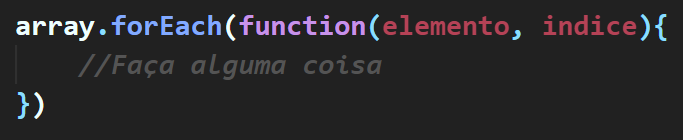 array.forEach(function(elemento, indice){
//Faça alguma coisa
})